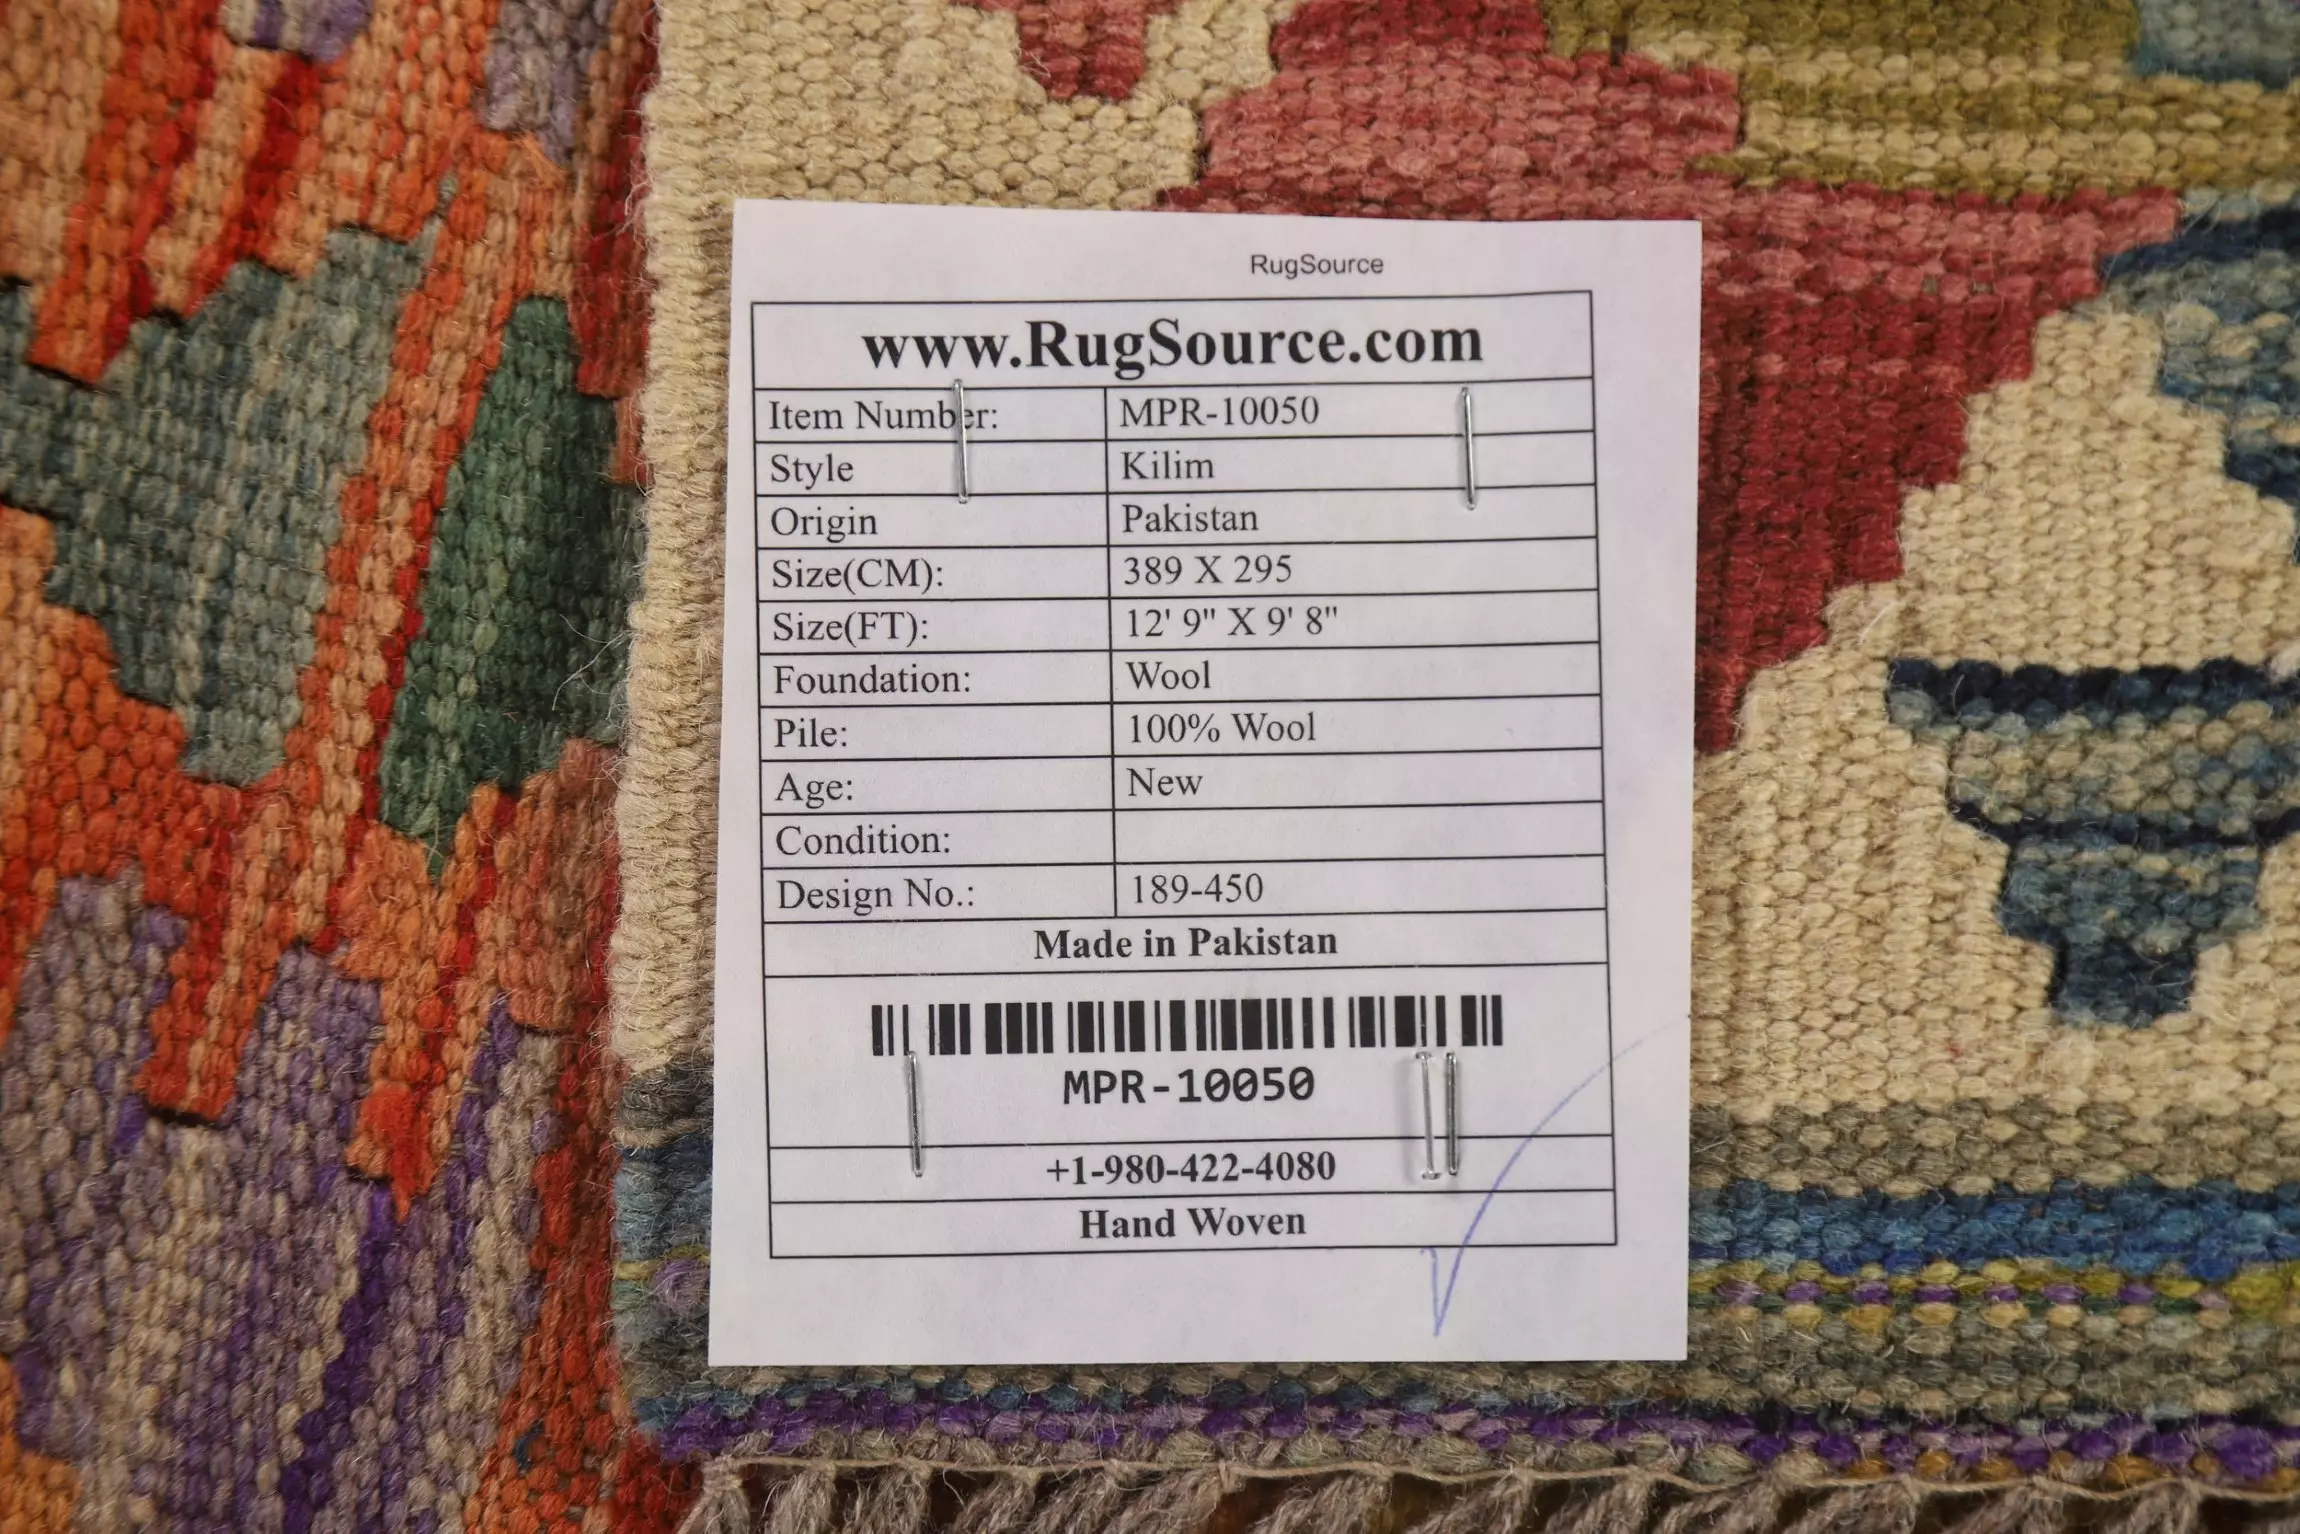 RugSource
www.RugSource.com
Item Number: MPR-10050
Style Kilim
Origin Pakistan
Size(CM): 389 X 295
Size(FT): 12' 9" X 9' 8"
Foundation: Wool
Pile: 100% Wool
Age: New
Condition:
Design No.: 189-450
Made in Pakistan
MPR-10050
+1-980-422-4080
Hand Woven